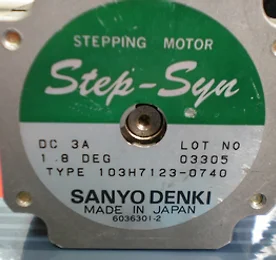 STEPPING MOTOR
Step-Syn
DC 3A LOT NO
1.8 DEG 03305
TYPE 103H7123-0740
SANYO DENKI
MADE IN JAPAN
6036301-2